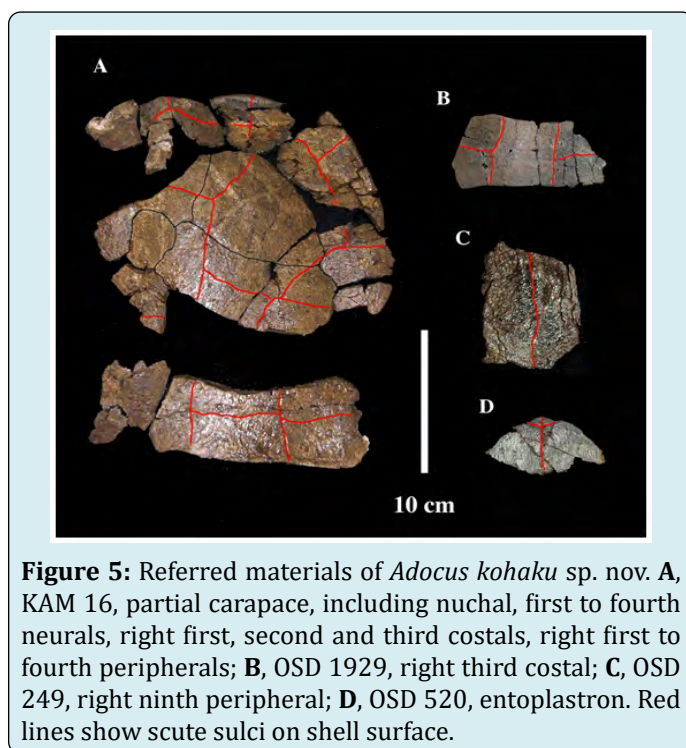 A
B
C
D
10 cm
Figure 5: Referred materials of Adocus kohaku sp. nov. A,
KAM 16, partial carapace, including nuchal, first to fourth
neurals, right first, second and third costals, right first to
fourth peripherals; B, OSD 1929, right third costal; C, OSD
249, right ninth peripheral; D, OSD 520, entoplastron. Red
lines show scute sulci on shell surface.